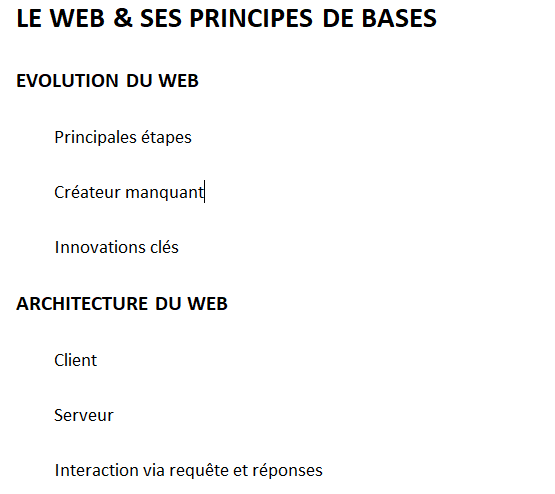 LE WEB & SES PRINCIPES DE BASES
EVOLUTION DU WEB
Principales étapes
Créateur manquant
Innovations clés
ARCHITECTURE DU WEB
Client
Serveur
Interaction via requête et réponses